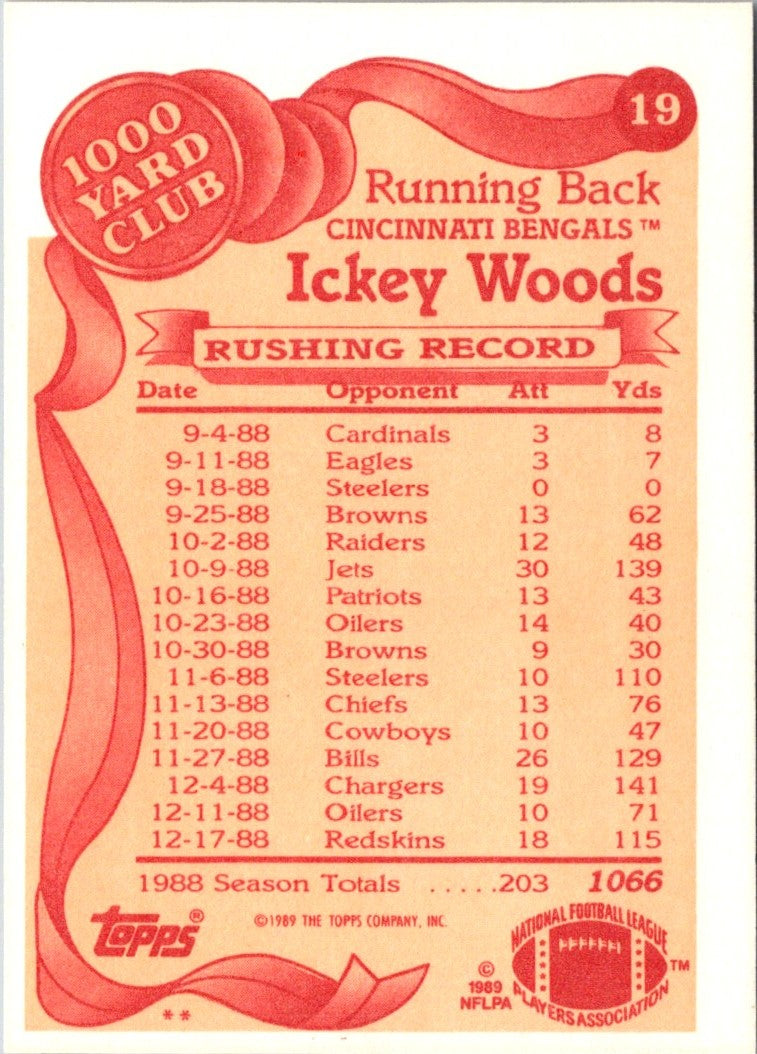 19
1000
YARD
CLUB
Running Back
CINCINNATI BENGALS™
Ickey Woods
RUSHING RECORD
Date Opponent Att Yds
9-4-88 Cardinals 3 8
9-11-88 Eagles 3 7
9-18-88 Steelers 0 0
9-25-88 Browns 13 62
10-2-88 Raiders 12 48
10-9-88 Jets 30 139
10-16-88 Patriots 13 43
10-23-88 Oilers 14 40
10-30-88 Browns 9 30
11-6-88 Steelers 10 110
11-13-88 Chiefs 13 76
11-20-88 Cowboys 10 47
11-27-88 Bills 26 129
12-4-88 Chargers 19 141
12-11-88 Oilers 10 71
12-17-88 Redskins 18 115
1988 Season Totals .....203 1066
topps®
©1989 THE TOPPS COMPANY, INC.
©
1989
NFLPA
NATIONAL FOOTBALL LEAGUE
PLAYERS ASSOCIATION
™
**